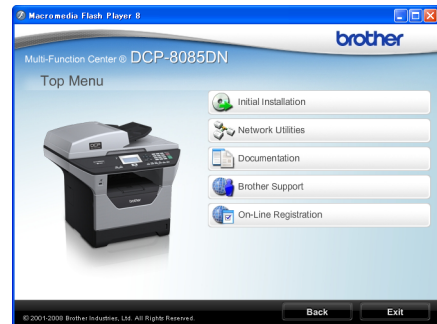 Macromedia Flash Player 8
brother
Multi-Function Center ® DCP-8085DN
Top Menu
Initial Installation
Network Utilities
Documentation
Brother Support
On-Line Registration
© 2001-2008 Brother Industries, Ltd. All Rights Reserved.
Back
Exit